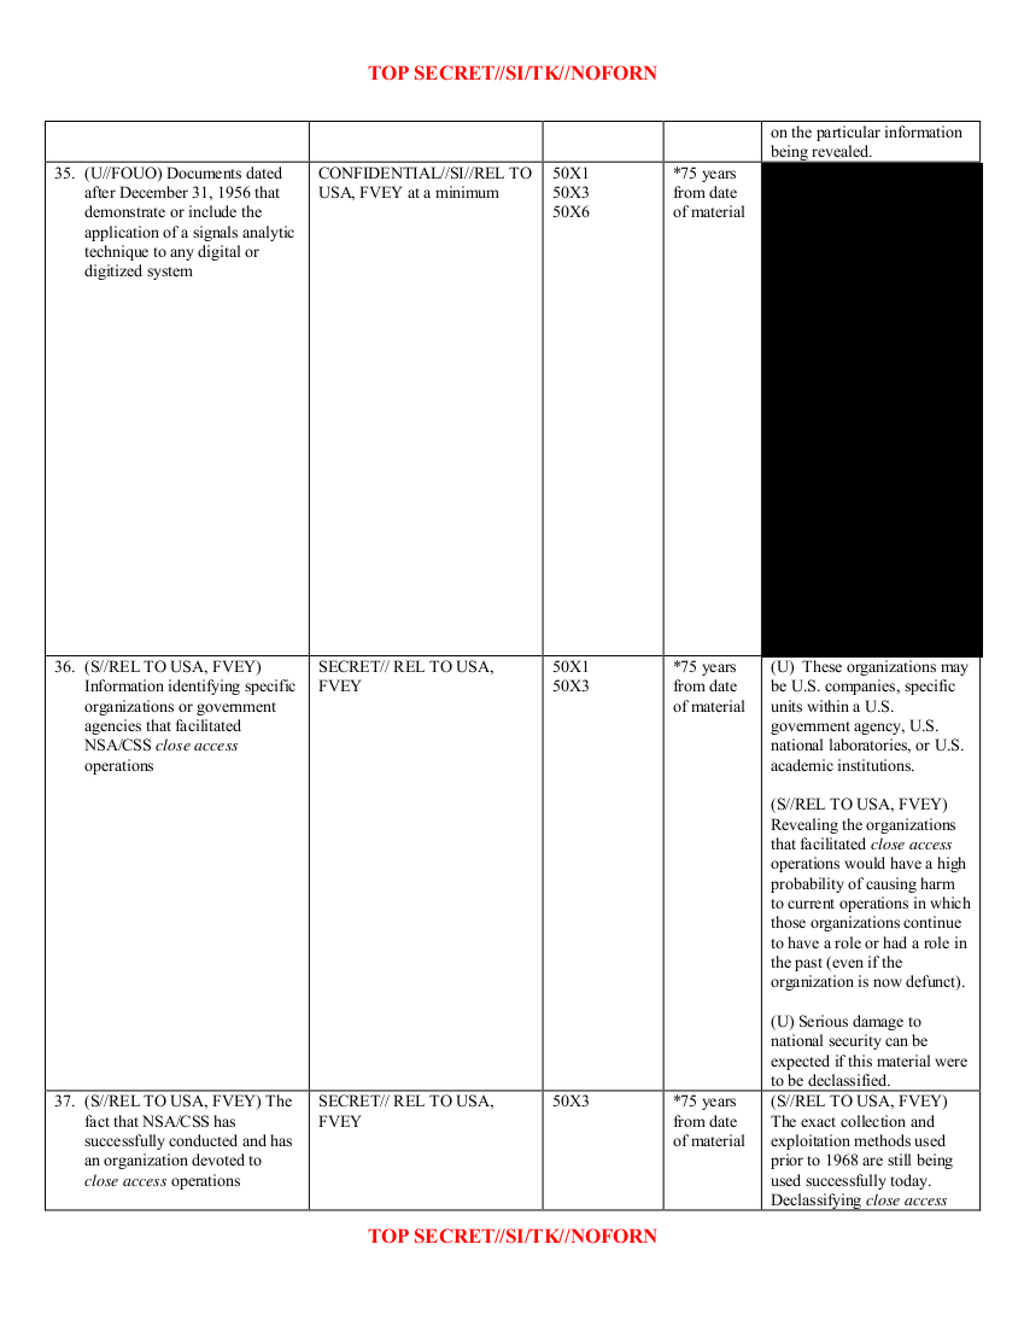 TOP SECRET//SI/TK//NOFORN
on the particular information
being revealed.
35. (U//FOUO) Documents dated
after December 31, 1956 that
demonstrate or include the
application of a signals analytic
technique to any digital or
digitized system
CONFIDENTIAL//SI//REL TO
USA, FVEY at a minimum
50X1
50X3
50X6
*75 years
from date
of material
36. (S//REL TO USA, FVEY)
Information identifying specific
organizations or government
agencies that facilitated
NSA/CSS close access
operations
SECRET// REL TO USA,
FVEY
50X1
50X3
*75 years
from date
of material
(U) These organizations may
be U.S. companies, specific
units within a U.S.
government agency, U.S.
national laboratories, or U.S.
academic institutions.
(S//REL TO USA, FVEY)
Revealing the organizations
that facilitated close access
operations would have a high
probability of causing harm
to current operations in which
those organizations continue
to have a role or had a role in
the past (even if the
organization is now defunct).
(U) Serious damage to
national security can be
expected if this material were
to be declassified.
37. (S//REL TO USA, FVEY) The
fact that NSA/CSS has
successfully conducted and has
an organization devoted to
close access operations
SECRET// REL TO USA,
FVEY
50X3
*75 years
from date
of material
(S//REL TO USA, FVEY)
The exact collection and
exploitation methods used
prior to 1968 are still being
used successfully today.
Declassifying close access
TOP SECRET//SI/TK//NOFORN